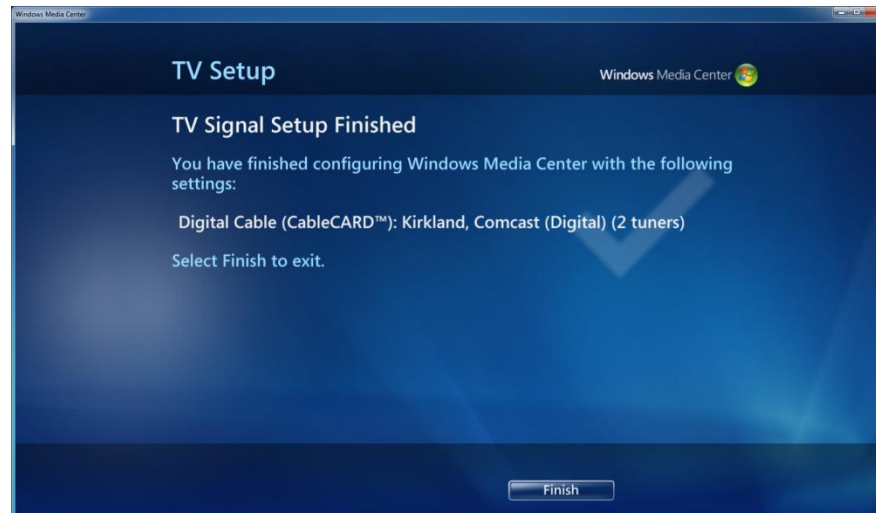 Windows Media Center
TV Setup
Windows Media Center
TV Signal Setup Finished
You have finished configuring Windows Media Center with the following
settings:
Digital Cable (CableCARD™): Kirkland, Comcast (Digital) (2 tuners)
Select Finish to exit.
Finish